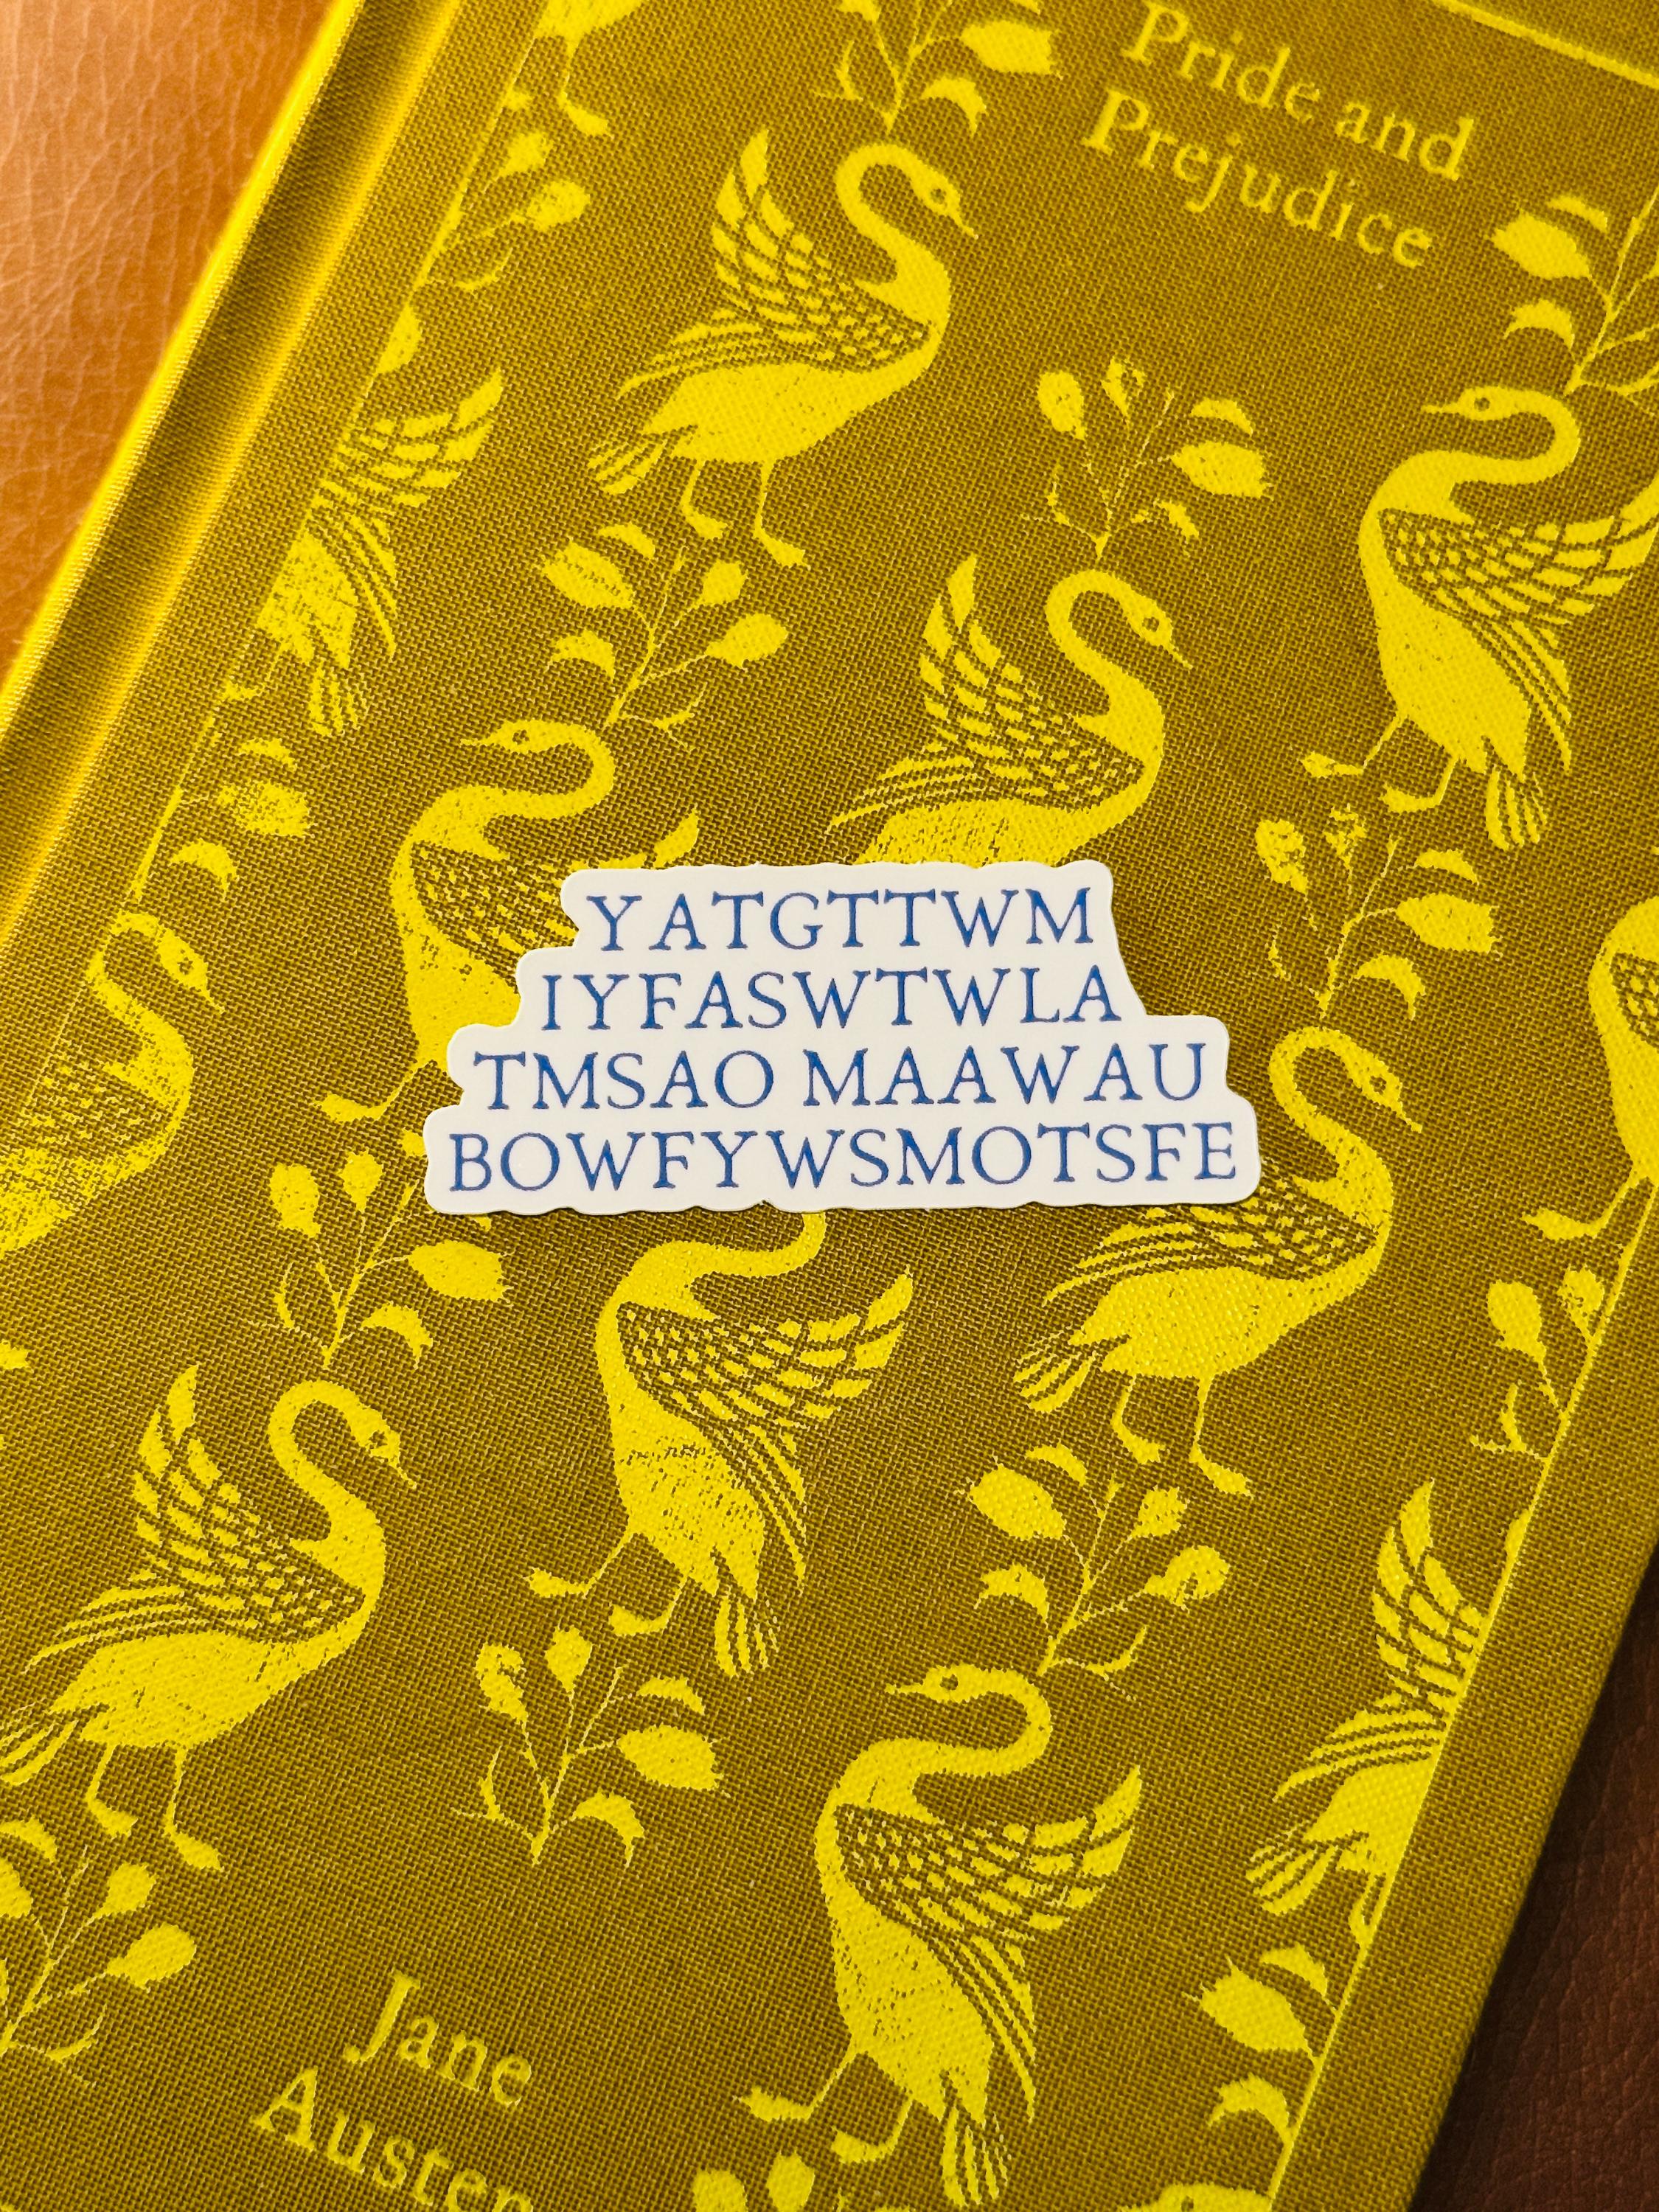 Pride and
Prejudice
YATGTTWM
IYFASWTWLA
TMSAO MAAWAU
BOWFYWSMOTSFE
Jane
Austen